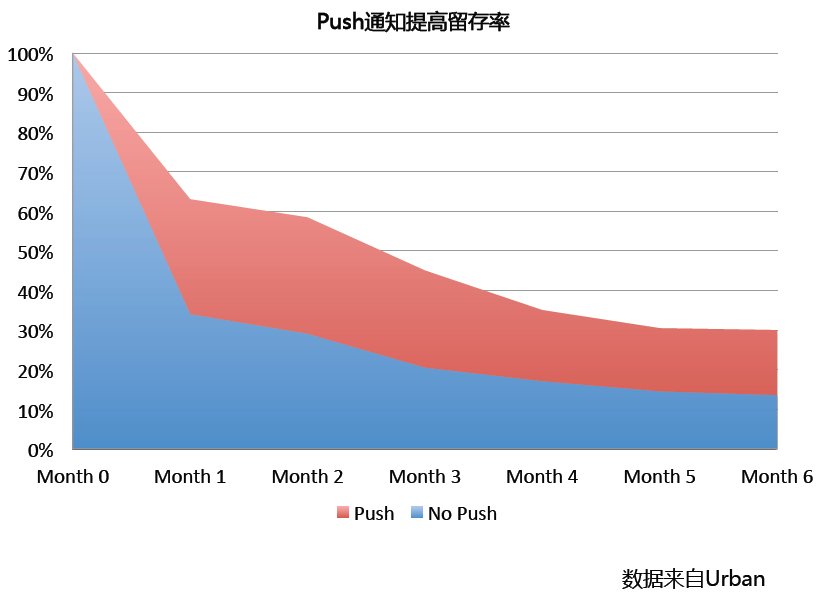 Push通知提高留存率
100%
90%
80%
70%
60%
50%
40%
30%
20%
10%
0%
Month 0 Month 1 Month 2 Month 3 Month 4 Month 5 Month 6
Push No Push
数据来自Urban